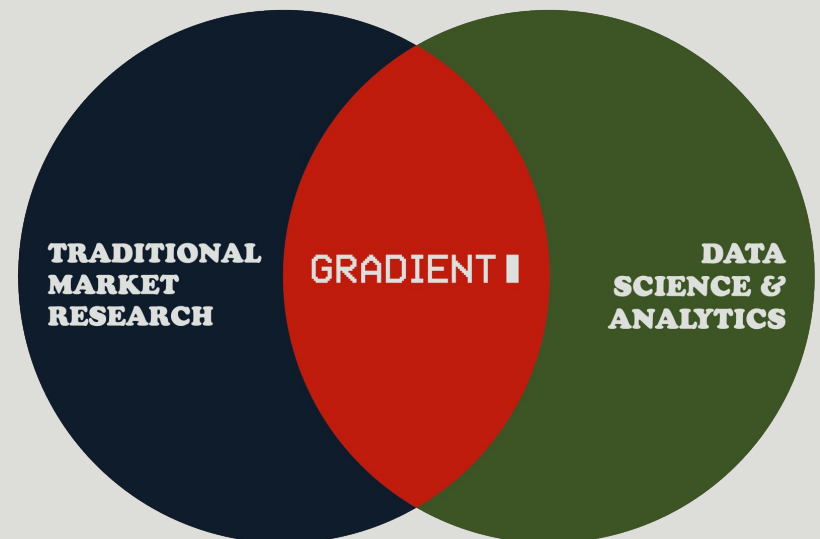 TRADITIONAL
MARKET
RESEARCH
GRADIENT
DATA
SCIENCE &
ANALYTICS